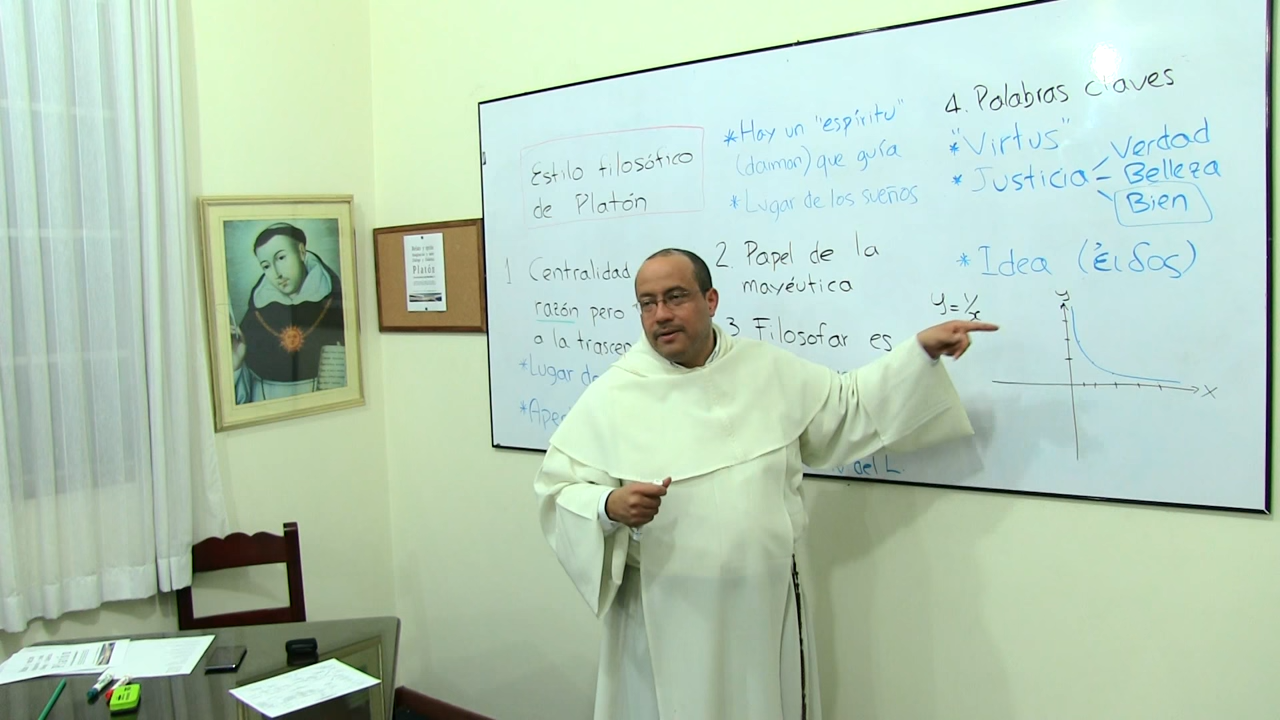 Estilo filosófico
de Platón
1 Centralidad
razón pero
a la trascen
*Lugar de
*Ape
*Hay un "espíritu"
(daimon) que guía
*Lugar de los sueños
2. Papel de la
mayéutica
3 Filosofar es
del L.
4. Palabras claves
*"Virtus"
* Justicia
Verdad
Belleza
Bien
* Idea (ἐιδος)
y=1/x
y
x
Platón